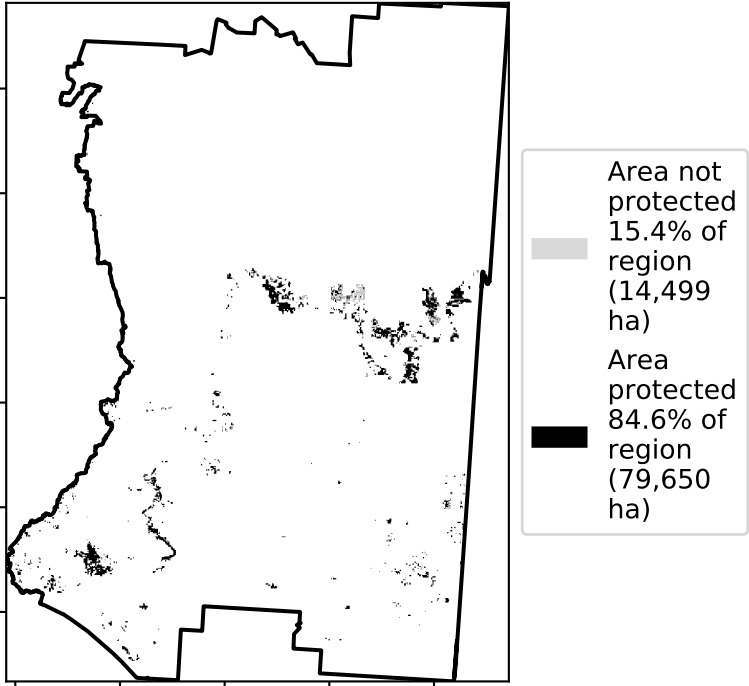 Area not
protected
15.4% of
region
(14,499
ha)
Area
protected
84.6% of
region
(79,650
ha)